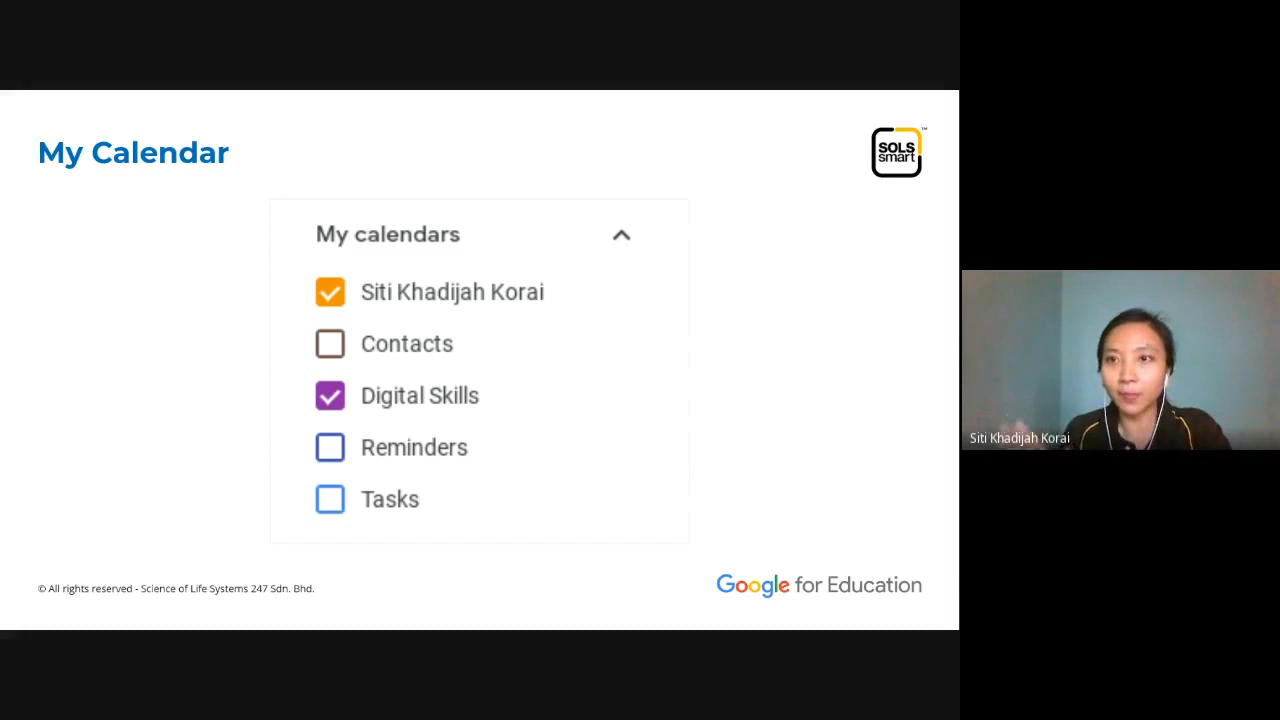 My Calendar
SOLS
smart
™
My calendars
Siti Khadijah Korai
Contacts
Digital Skills
Reminders
Tasks
© All rights reserved - Science of Life Systems 247 Sdn. Bhd.
Google for Education
Siti Khadijah Korai